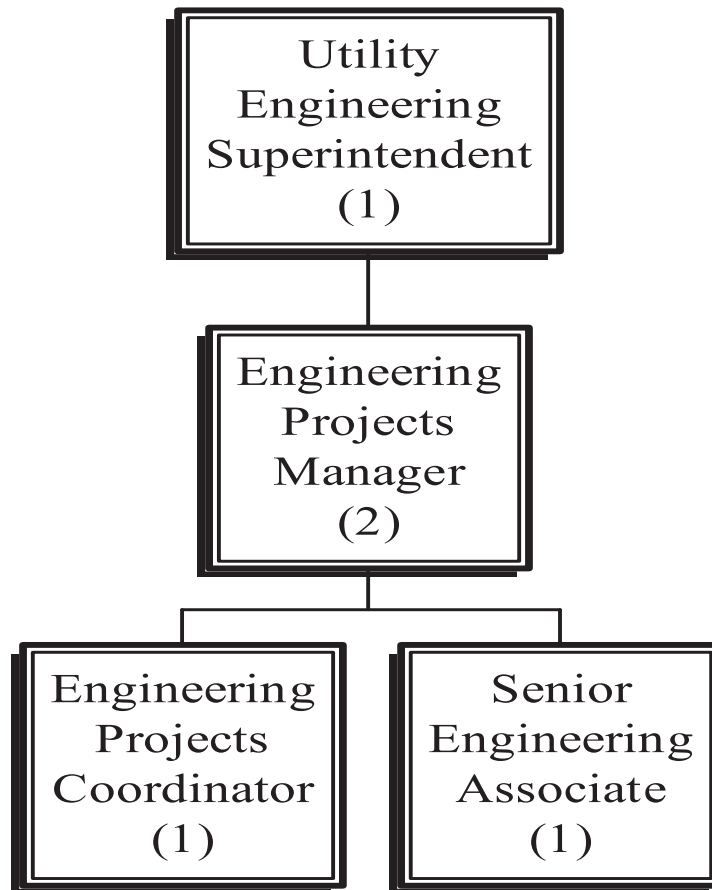 Utility
Engineering
Superintendent
(1)
Engineering
Projects
Manager
(2)
Engineering
Projects
Coordinator
(1)
Senior
Engineering
Associate
(1)